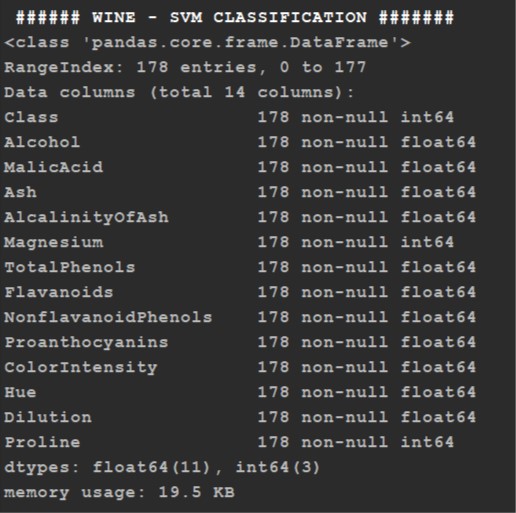 ###### WINE - SVM CLASSIFICATION #######
<class 'pandas.core.frame.DataFrame'>
RangeIndex: 178 entries, 0 to 177
Data columns (total 14 columns):
Class                  178 non-null int64
Alcohol                178 non-null float64
MalicAcid              178 non-null float64
Ash                    178 non-null float64
AlcalinityOfAsh        178 non-null float64
Magnesium              178 non-null int64
TotalPhenols           178 non-null float64
Flavanoids             178 non-null float64
NonflavanoidPhenols    178 non-null float64
Proanthocyanins        178 non-null float64
ColorIntensity         178 non-null float64
Hue                    178 non-null float64
Dilution               178 non-null float64
Proline                178 non-null int64
dtypes: float64(11), int64(3)
memory usage: 19.5 KB